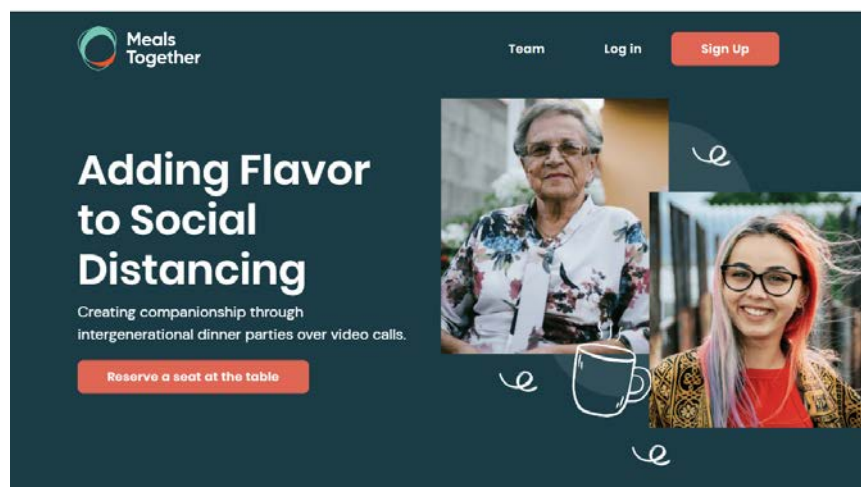 Meals
Together
Team
Log in
Sign Up
Adding Flavor
to Social
Distancing
Creating companionship through
intergenerational dinner parties over video calls.
Reserve a seat at the table